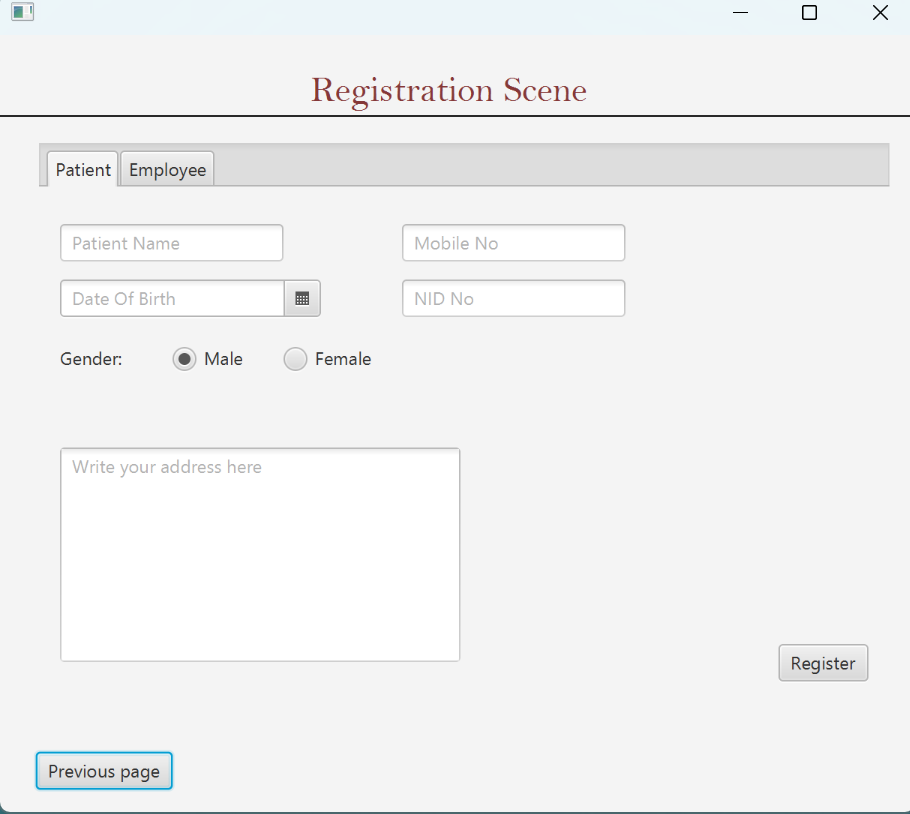 Registration Scene
Patient Employee
Patient Name Mobile No
Date Of Birth NID No
Gender: Male Female
Write your address here
Register
Previous page